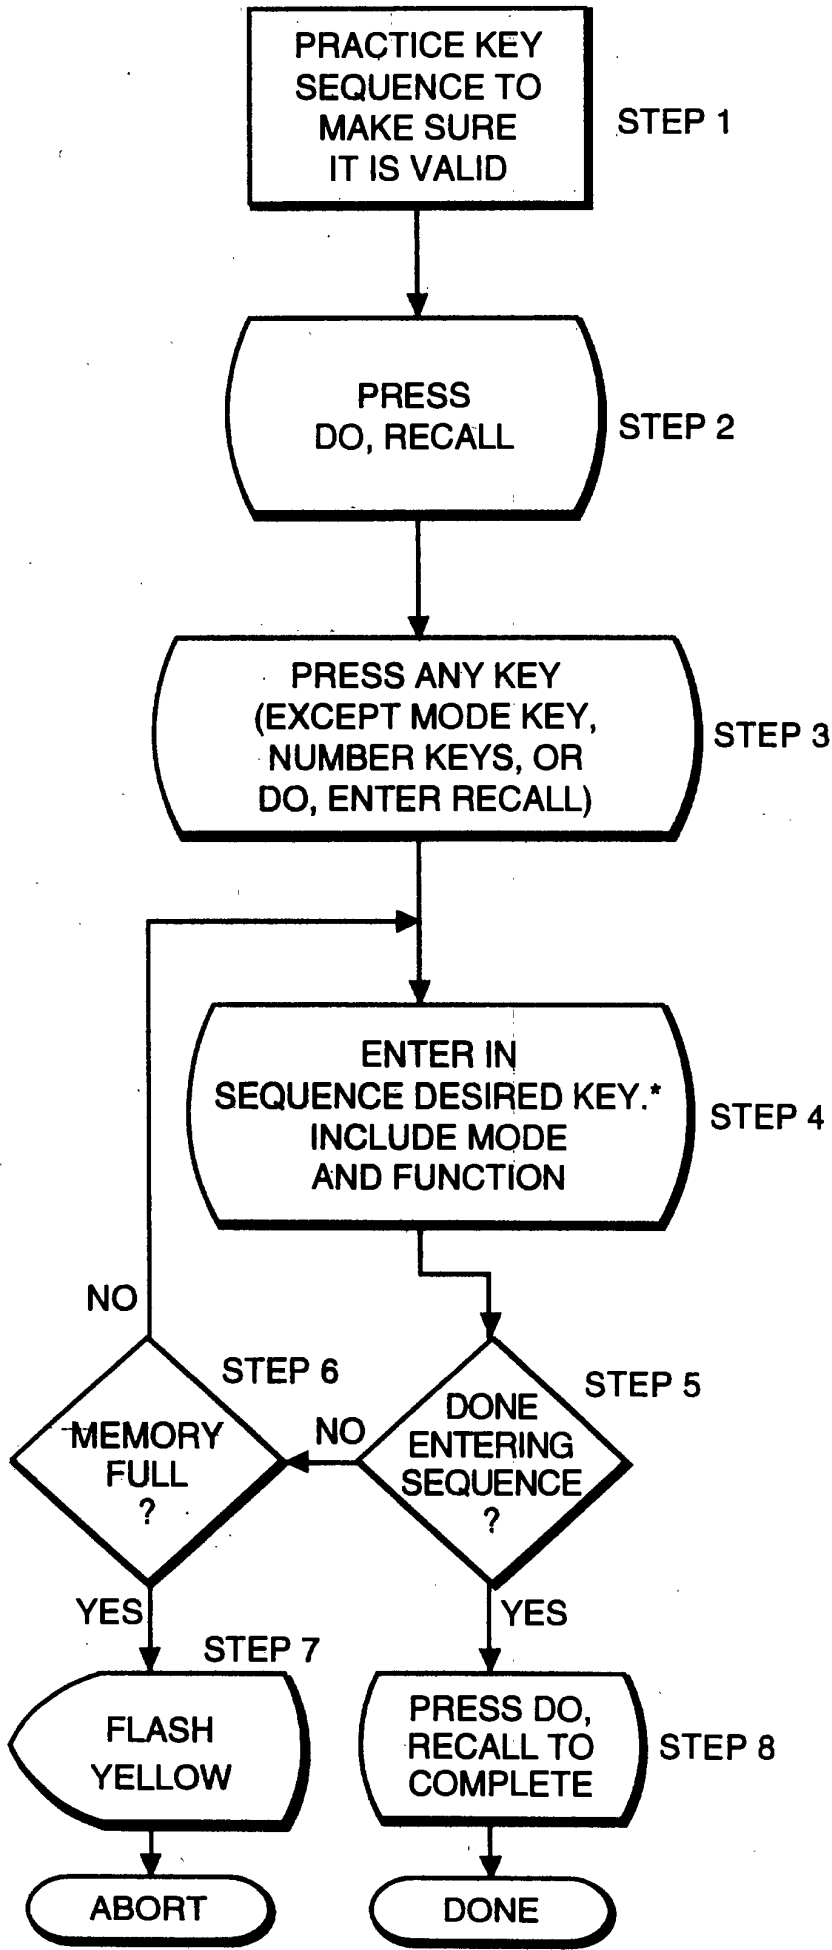 PRACTICE KEY
SEQUENCE TO
MAKE SURE
IT IS VALID
STEP 1
PRESS
DO, RECALL
STEP 2
PRESS ANY KEY
(EXCEPT MODE KEY,
NUMBER KEYS, OR
DO, ENTER RECALL)
STEP 3
ENTER IN
SEQUENCE DESIRED KEY.*
INCLUDE MODE
AND FUNCTION
STEP 4
DONE
ENTERING
SEQUENCE
?
STEP 5
NO
MEMORY
FULL
?
STEP 6
NO
YES
STEP 7
FLASH
YELLOW
ABORT
YES
PRESS DO,
RECALL TO
COMPLETE
STEP 8
DONE